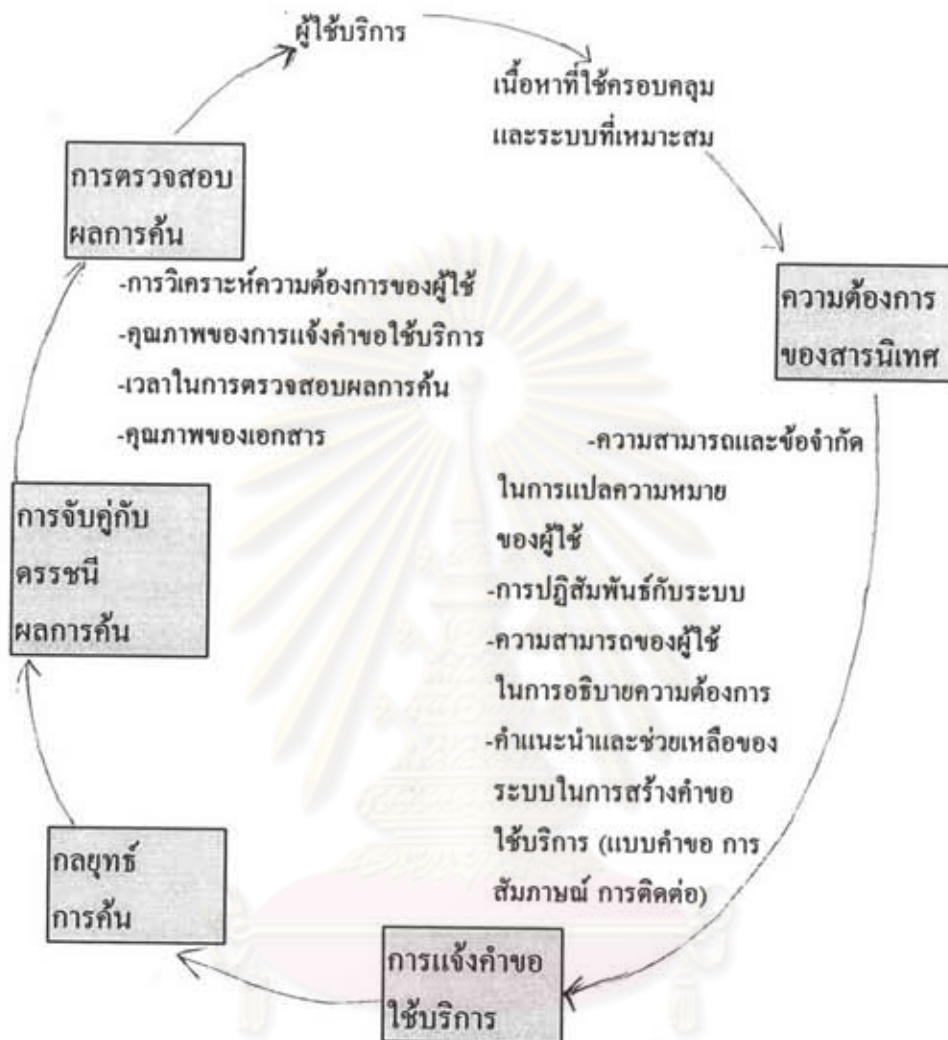 ผู้ใช้บริการ
เนื้อหาที่ใช้ครอบคลุม
และระบบที่เหมาะสม
การตรวจสอบ
ผลการค้น
-การวิเคราะห์ความต้องการของผู้ใช้
-คุณภาพของการแจ้งคำขอใช้บริการ
-เวลาในการตรวจสอบผลการค้น
-คุณภาพของเอกสาร
ความต้องการ
ของสารนิเทศ
-ความสามารถและข้อจำกัด
ในการแปลความหมาย
ของผู้ใช้
-การปฏิสัมพันธ์กับระบบ
-ความสามารถของผู้ใช้
ในการอธิบายความต้องการ
-คำแนะนำและช่วยเหลือของ
ระบบในการสร้างคำขอ
ใช้บริการ (แบบคำขอ การ
สัมภาษณ์ การติดต่อ)
การจับคู่กับ
ดรรชนี
ผลการค้น
กลยุทธ์
การค้น
การแจ้งคำขอ
ใช้บริการ